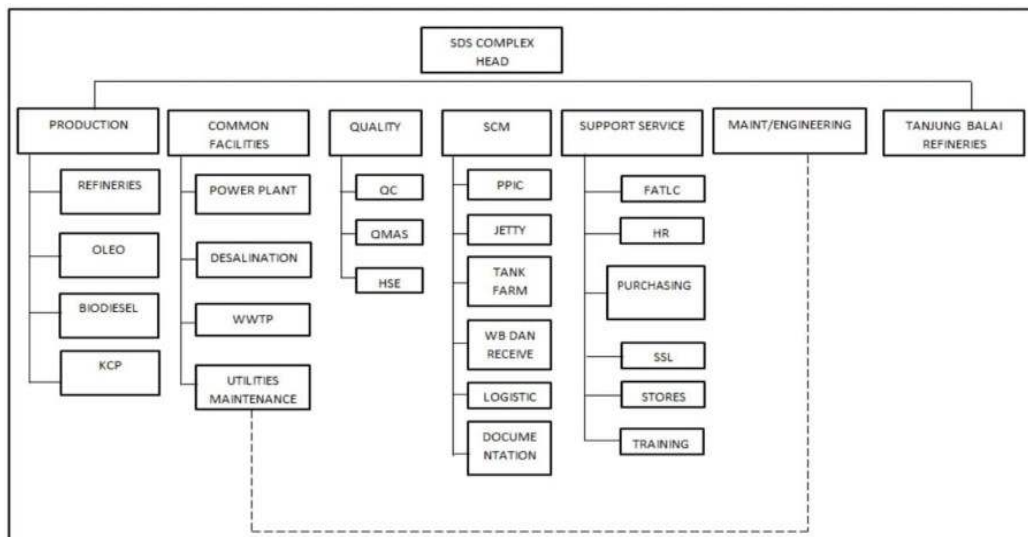 SDS COMPLEX
HEAD
PRODUCTION
COMMON
FACILITIES
QUALITY
SCM
SUPPORT SERVICE
MAINT/ENGINEERING
TANJUNG BALAI
REFINERIES
REFINERIES
OLEO
BIODIESEL
KCP
POWER PLANT
DESALINATION
WWTP
UTILITIES
MAINTENANCE
QC
QMAS
HSE
PPIC
JETTY
TANK
FARM
WB DAN
RECEIVE
LOGISTIC
DOCUME
NTATION
FATLC
HR
PURCHASING
SSL
STORES
TRAINING